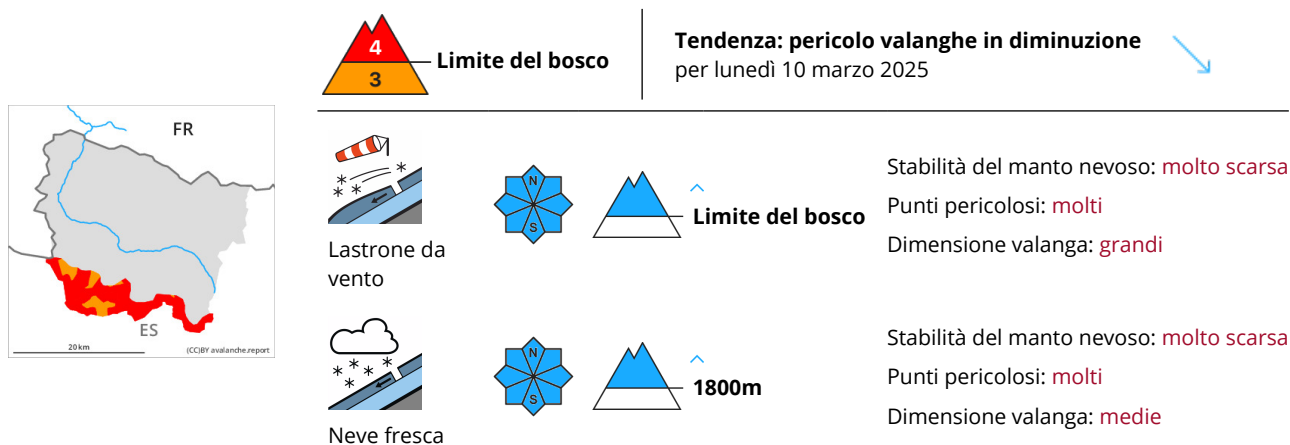 4
3
Limite del bosco
Tendenza: pericolo valanghe in diminuzione
per lunedì 10 marzo 2025
FR
ES
20 km
(CC)BY avalanche.report
Lastrone da
vento
N
S
Limite del bosco
Stabilità del manto nevoso: molto scarsa
Punti pericolosi: molti
Dimensione valanga: grandi
Neve fresca
N
S
1800m
Stabilità del manto nevoso: molto scarsa
Punti pericolosi: molti
Dimensione valanga: medie